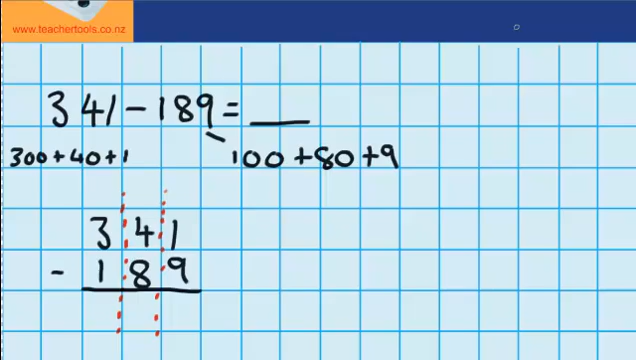 www.teachertools.co.nz
341 - 189 = ___
300+40+1 100+80+9
341
- 189